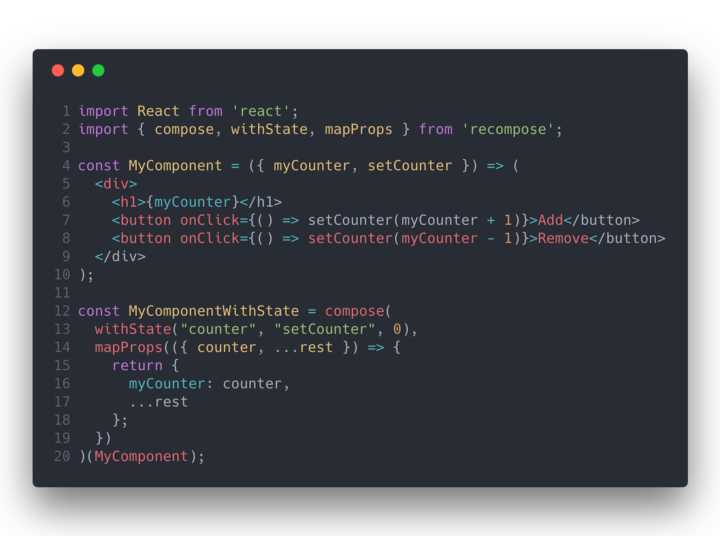 1 import React from 'react';
2 import { compose, withState, mapProps } from 'recompose';
3
4 const MyComponent = ({ myCounter, setCounter }) => (
5   <div>
6     <h1>{myCounter}</h1>
7     <button onClick={() => setCounter(myCounter + 1)}>Add</button>
8     <button onClick={() => setCounter(myCounter - 1)}>Remove</button>
9   </div>
10 );
11
12 const MyComponentWithState = compose(
13   withState("counter", "setCounter", 0),
14   mapProps(({ counter, ...rest }) => {
15     return {
16       myCounter: counter,
17       ...rest
18     };
19   })
20 )(MyComponent);